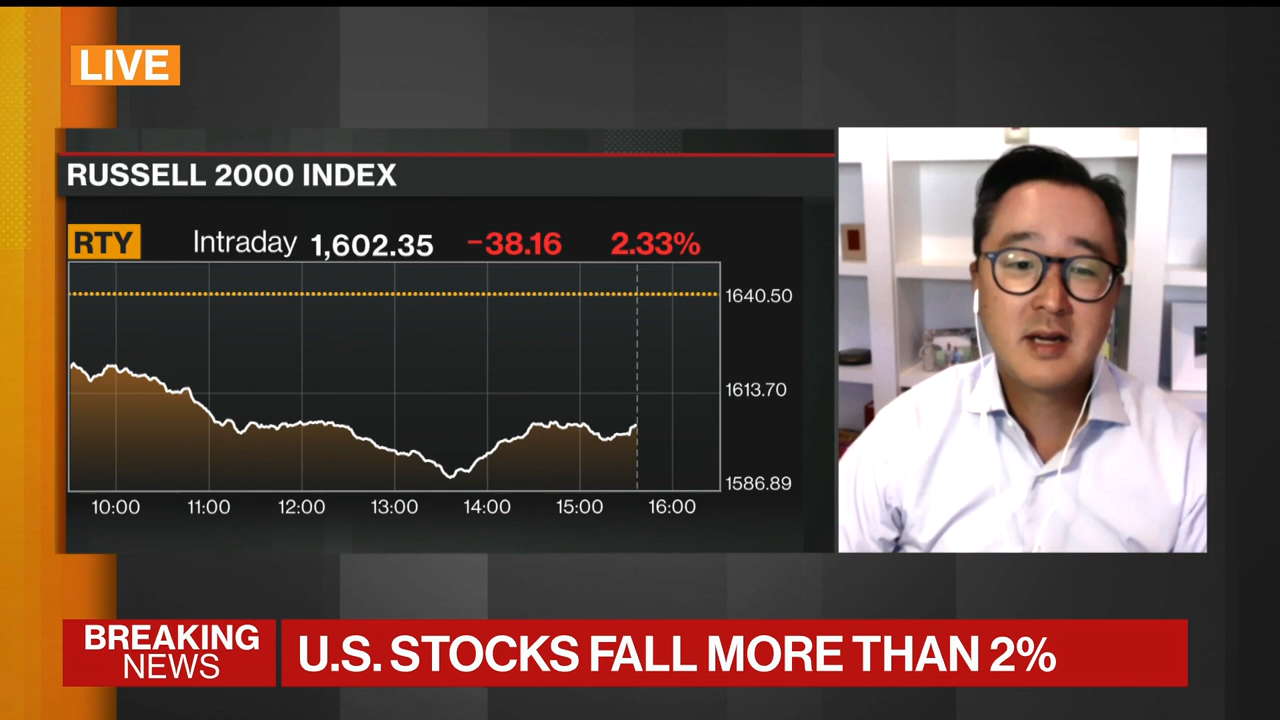 LIVE
RUSSELL 2000 INDEX
RTY Intraday 1,602.35 −38.16 2.33%
1640.50
1613.70
1586.89
10:00 11:00 12:00 13:00 14:00 15:00 16:00
BREAKING
NEWS
U.S. STOCKS FALL MORE THAN 2%